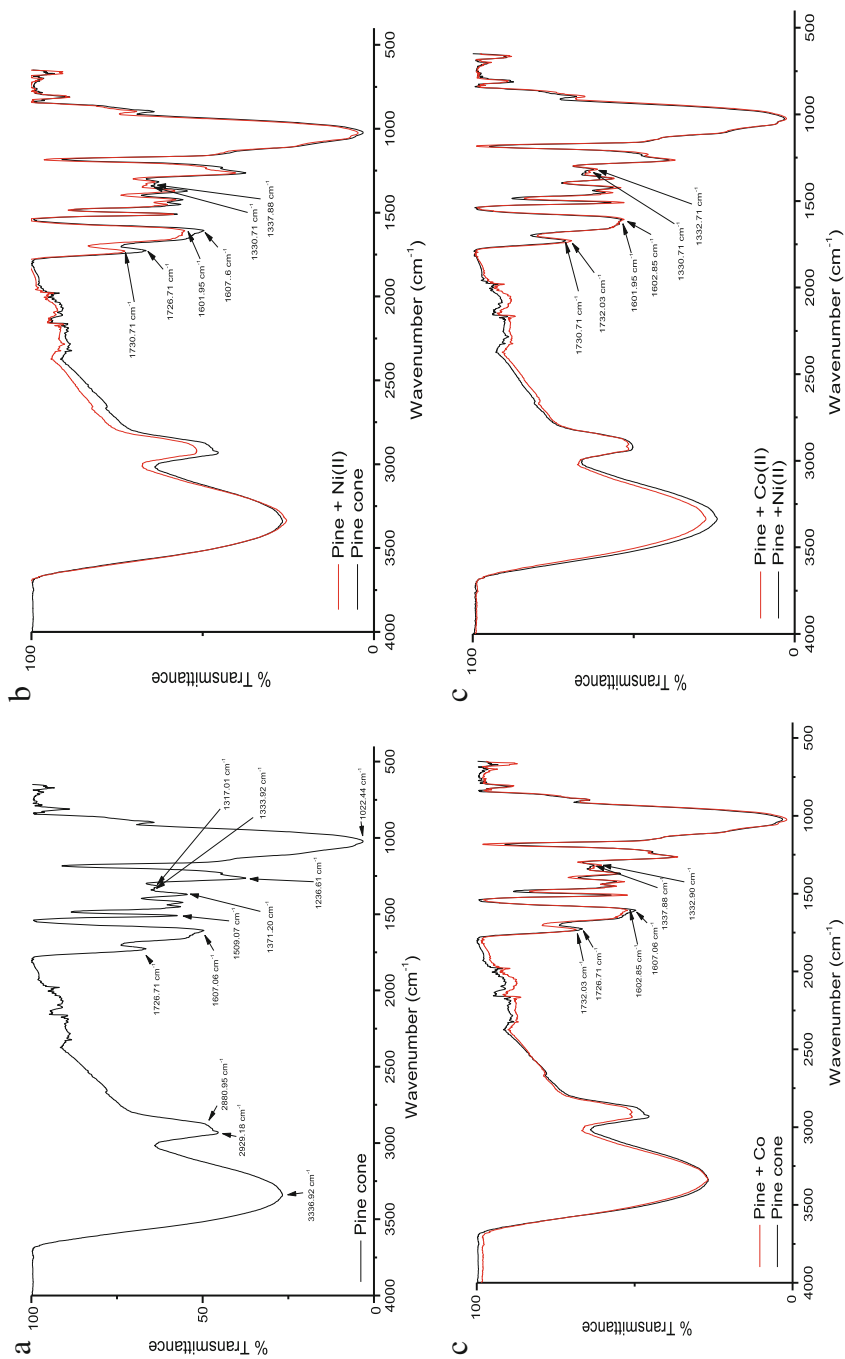 a
% Transmittance
100
50
0
4000
3500
3000
2500
2000
1500
1000
500
Wavenumber (cm⁻¹)
Pine cone
3336.92 cm⁻¹
2929.18 cm⁻¹
2880.95 cm⁻¹
1726.71 cm⁻¹
1607.06 cm⁻¹
1509.07 cm⁻¹
1371.20 cm⁻¹
1236.61 cm⁻¹
1317.01 cm⁻¹
1333.92 cm⁻¹
1022.44 cm⁻¹
b
% Transmittance
100
50
0
4000
3500
3000
2500
2000
1500
1000
500
Wavenumber (cm⁻¹)
Pine + Ni(II)
Pine cone
1730.71 cm⁻¹
1726.71 cm⁻¹
1601.95 cm⁻¹
1607..6 cm⁻¹
1330.71 cm⁻¹
1337.88 cm⁻¹
c
% Transmittance
100
0
4000
3500
3000
2500
2000
1500
1000
500
Wavenumber (cm⁻¹)
Pine + Co
Pine cone
1732.03 cm⁻¹
1726.71 cm⁻¹
1602.85 cm⁻¹
1607.06 cm⁻¹
1337.88 cm⁻¹
1332.90 cm⁻¹
c
% Transmittance
100
0
4000
3500
3000
2500
2000
1500
1000
500
Wavenumber (cm⁻¹)
Pine + Co(II)
Pine +Ni(II)
1730.71 cm⁻¹
1732.03 cm⁻¹
1601.95 cm⁻¹
1602.85 cm⁻¹
1330.71 cm⁻¹
1332.71 cm⁻¹